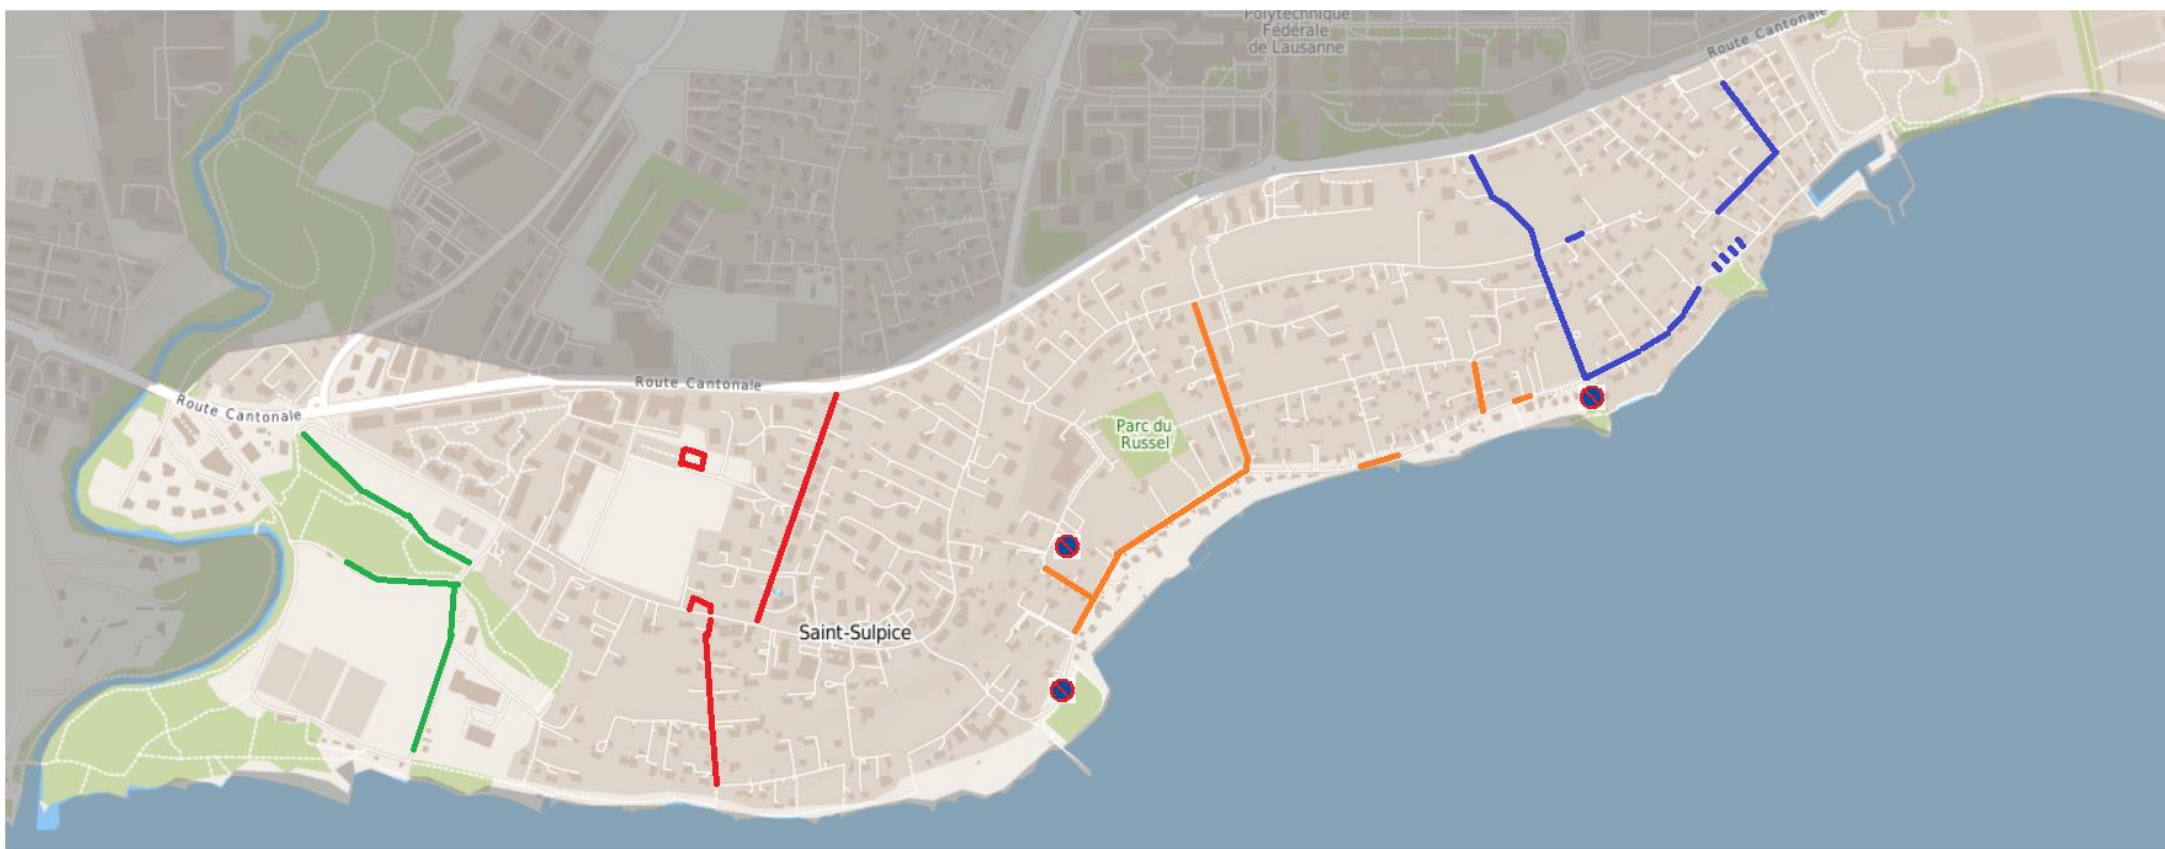 Polytechnique
Fédérale
de Lausanne
Route Cantonale
Route Cantonale
Route Cantonale
Parc du
Russel
Saint-Sulpice